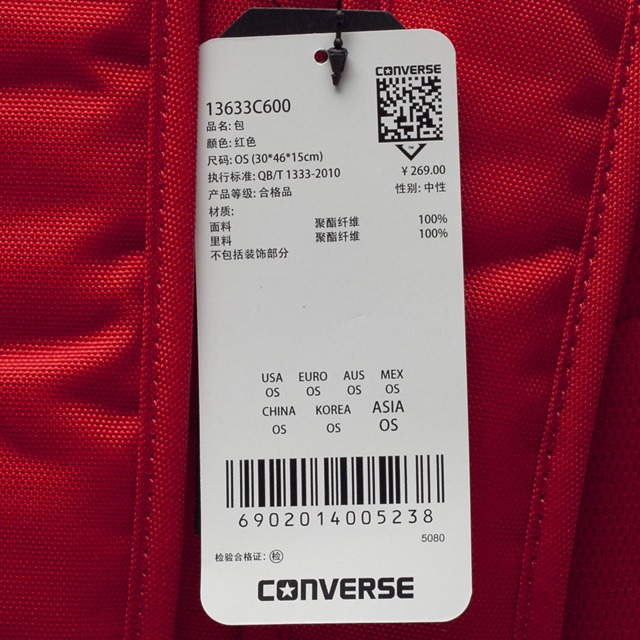 CONVERSE
13633C600
品名: 包
颜色: 红色
尺码: OS (30*46*15cm)
¥ 269.00
执行标准: QB/T 1333-2010
产品等级: 合格品 性别: 中性
材质:
面料 聚酯纤维 100%
里料 聚酯纤维 100%
不包括装饰部分
USA EURO AUS MEX
OS OS OS OS
CHINA KOREA ASIA
OS OS OS
6902014005238
5080
检验合格证: 检
CONVERSE